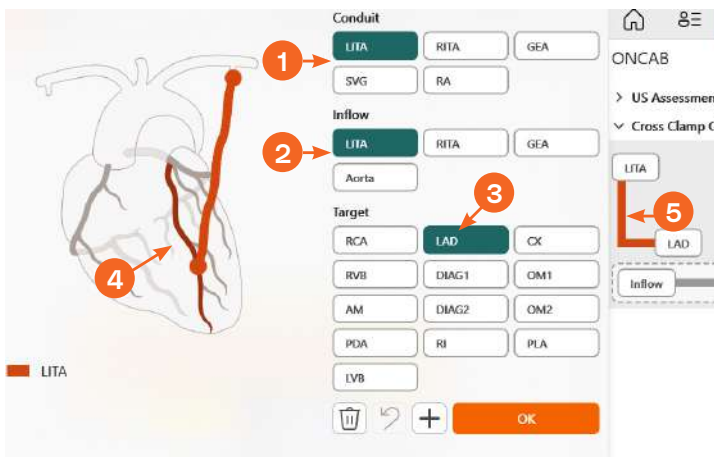 Conduit
LITA RITA GEA
SVG RA
1
Inflow
LITA RITA GEA
Aorta
2
Target
3
RCA LAD CX
RVB DIAG1 OM1
AM DIAG2 OM2
PDA RI PLA
LVB
OK
4
LITA
ONCAB
US Assessmen
Cross Clamp C
LITA
5
LAD
Inflow